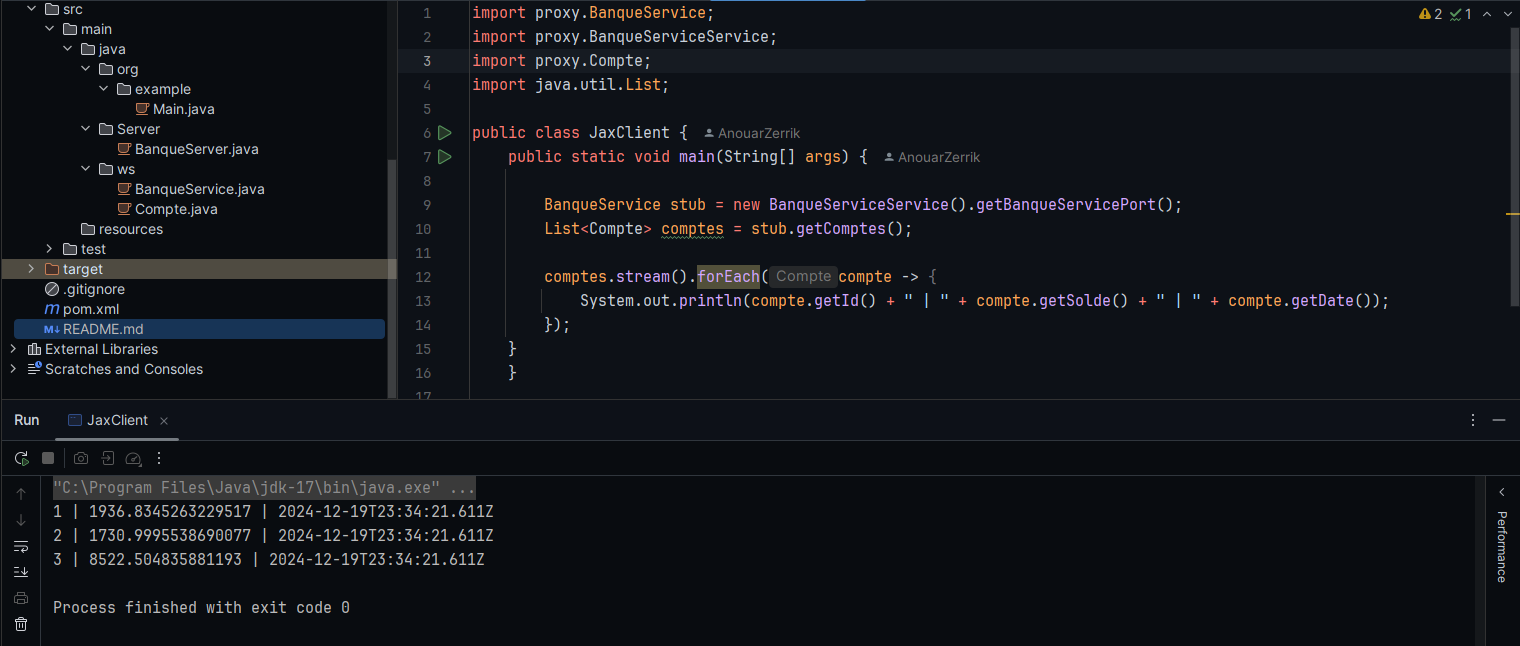 src
main
java
org
example
Main.java
Server
BanqueServer.java
ws
BanqueService.java
Compte.java
resources
test
target
.gitignore
pom.xml
README.md
External Libraries
Scratches and Consoles
2 1
1 import proxy.BanqueService;
2 import proxy.BanqueServiceService;
3 import proxy.Compte;
4 import java.util.List;
5
6 public class JaxClient { AnouarZerrik
7 public static void main(String[] args) { AnouarZerrik
8
9 BanqueService stub = new BanqueServiceService().getBanqueServicePort();
10 List<Compte> comptes = stub.getComptes();
11
12 comptes.stream().forEach( Compte compte -> {
13 System.out.println(compte.getId() + " | " + compte.getSolde() + " | " + compte.getDate());
14 });
15 }
16 }
17
Run JaxClient
"C:\Program Files\Java\jdk-17\bin\java.exe" ...
1 | 1936.8345263229517 | 2024-12-19T23:34:21.611Z
2 | 1730.9995538690077 | 2024-12-19T23:34:21.611Z
3 | 8522.504835881193 | 2024-12-19T23:34:21.611Z
Process finished with exit code 0
Performance